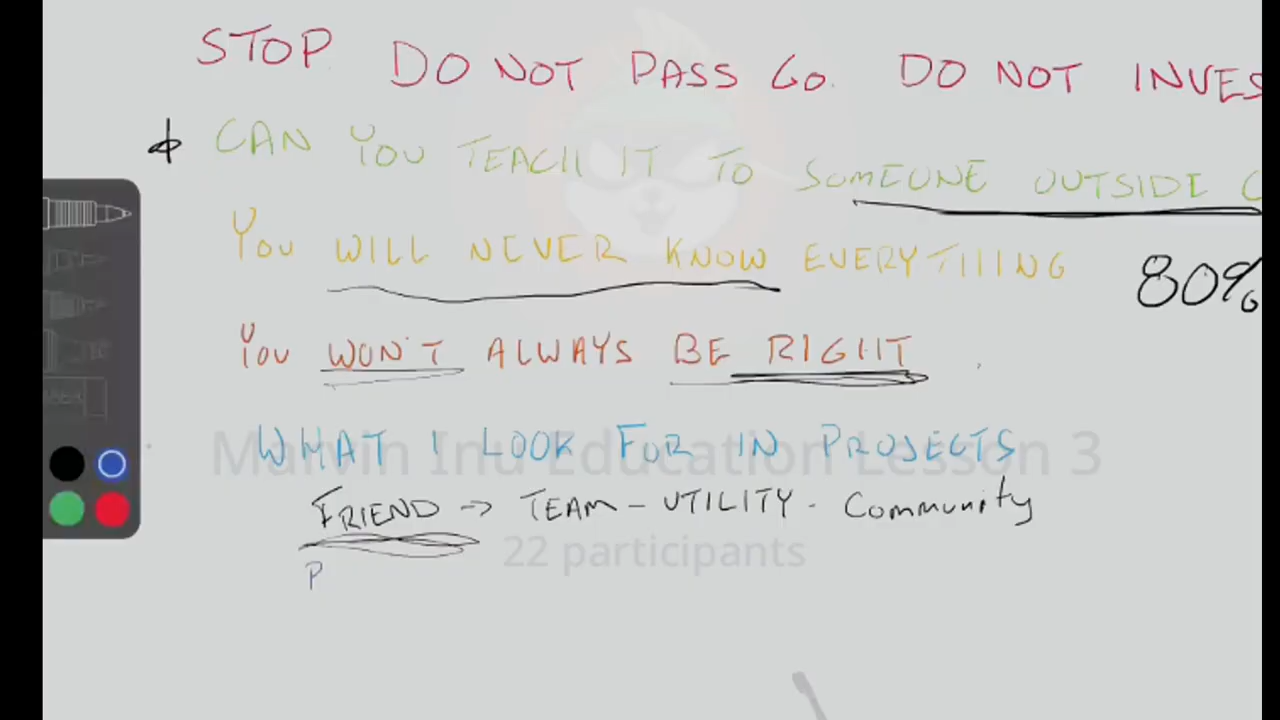 STOP. DO NOT PASS GO. DO NOT INVES
CAN YOU TEACH IT TO SOMEONE OUTSIDE C
YOU WILL NEVER KNOW EVERYTHING 80%
YOU WON'T ALWAYS BE RIGHT
WHAT I LOOK FOR IN PROJECTS
Marvin Inu Education Lesson 3
FRIEND -> TEAM - UTILITY - Community
22 participants
P